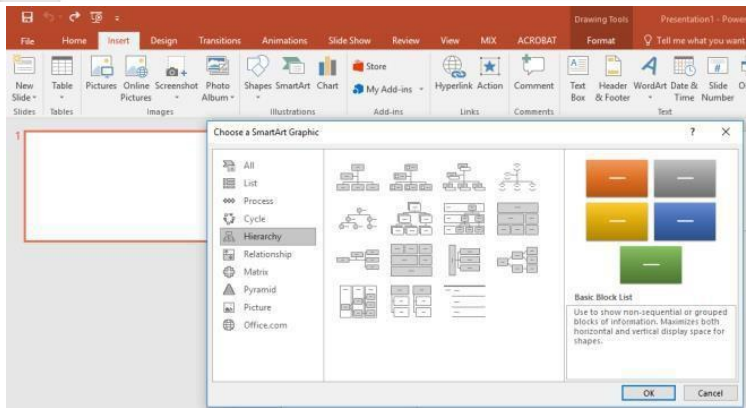 Drawing Tools Presentation1 - Power
File Home Insert Design Transitions Animations Slide Show Review View MIX ACROBAT Format Tell me what you want
Store
My Add-ins
New Slide Table Pictures Online Pictures Screenshot Photo Album Shapes SmartArt Chart Hyperlink Action Comment Text Box Header & Footer WordArt Date & Time Slide Number
Slides Tables Images Illustrations Add-ins Links Comments Text
1
Choose a SmartArt Graphic ? X
All
List
Process
Cycle
Hierarchy
Relationship
Matrix
Pyramid
Picture
Office.com
Basic Block List
Use to show non-sequential or grouped
blocks of information. Maximizes both
horizontal and vertical display space for
shapes.
OK Cancel